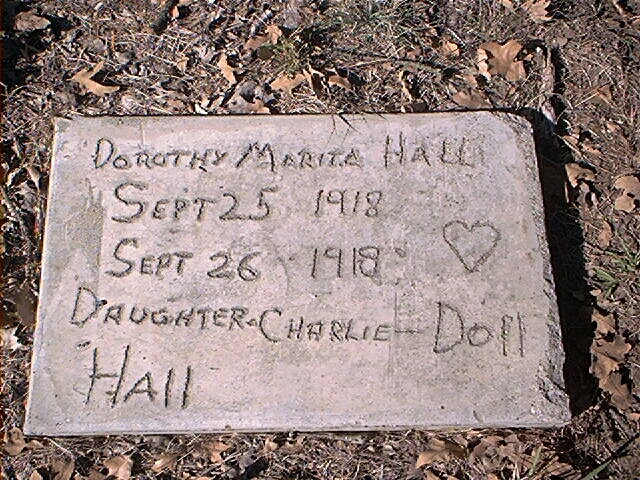 Dorothy Marita Hall
Sept 25 1918
Sept 26 1918
Daughter-Charlie-Doll
Hall